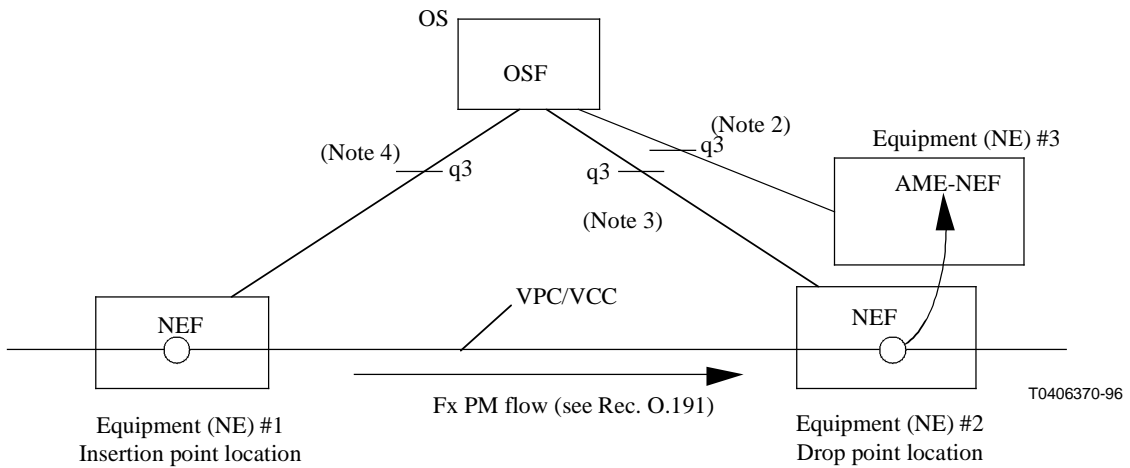 OS
OSF
(Note 2)
q3
Equipment (NE) #3
AME-NEF
(Note 4)
q3
q3
(Note 3)
VPC/VCC
NEF
NEF
Fx PM flow (see Rec. O.191)
T0406370-96
Equipment (NE) #1
Insertion point location
Equipment (NE) #2
Drop point location